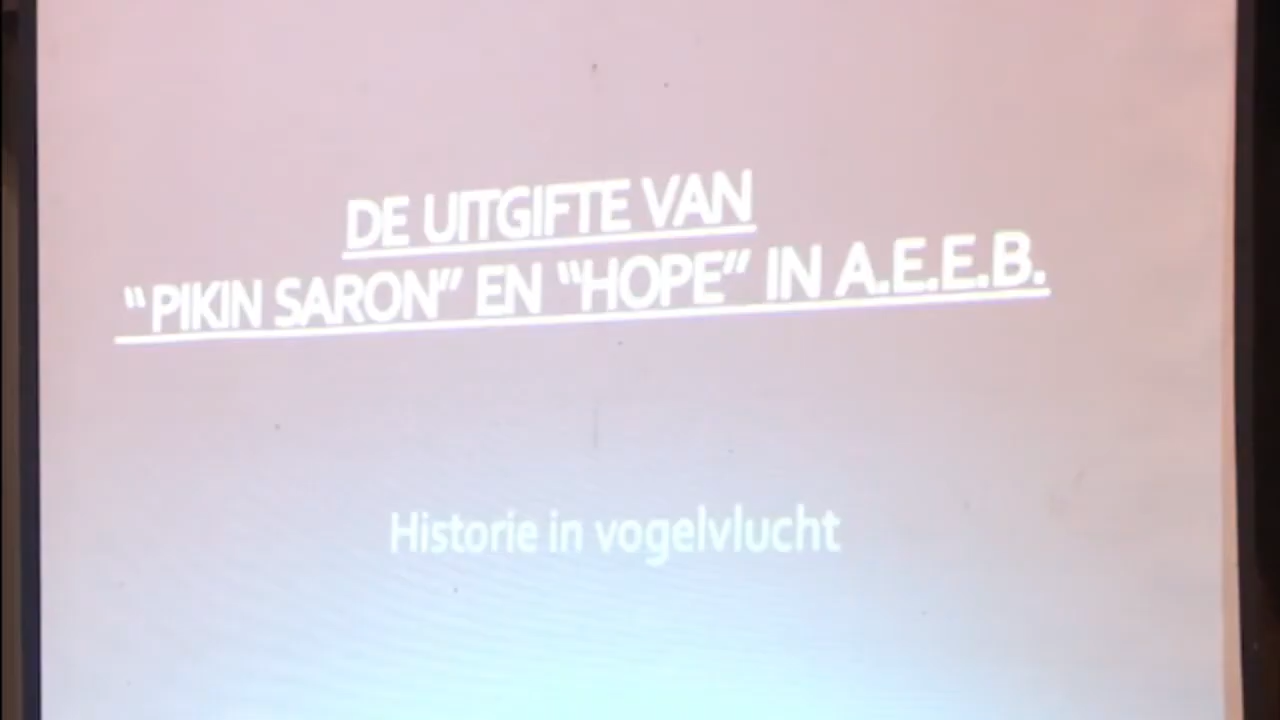 DE UITGIFTE VAN
“PIKIN SARON” EN “HOPE” IN A.E.E.B.
Historie in vogelvlucht